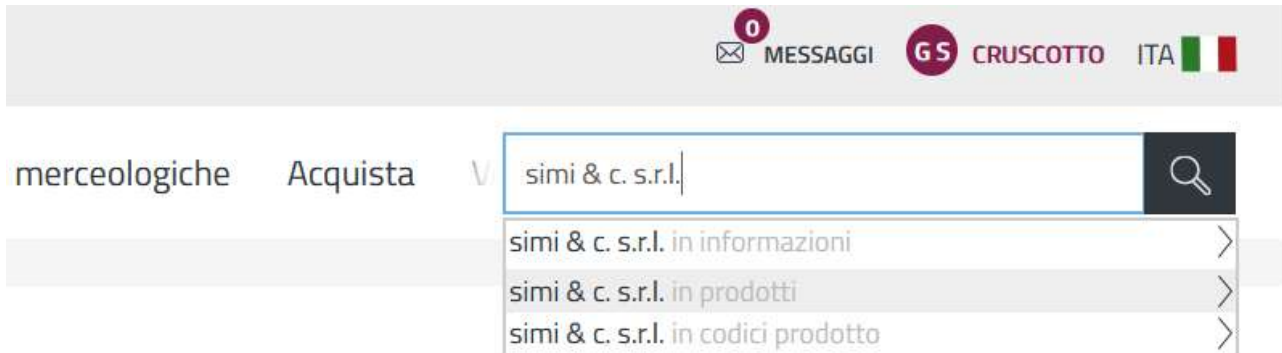 0
MESSAGGI GS CRUSCOTTO ITA
merceologiche Acquista V simi & c. s.r.l.
simi & c. s.r.l. in informazioni
simi & c. s.r.l. in prodotti
simi & c. s.r.l. in codici prodotto